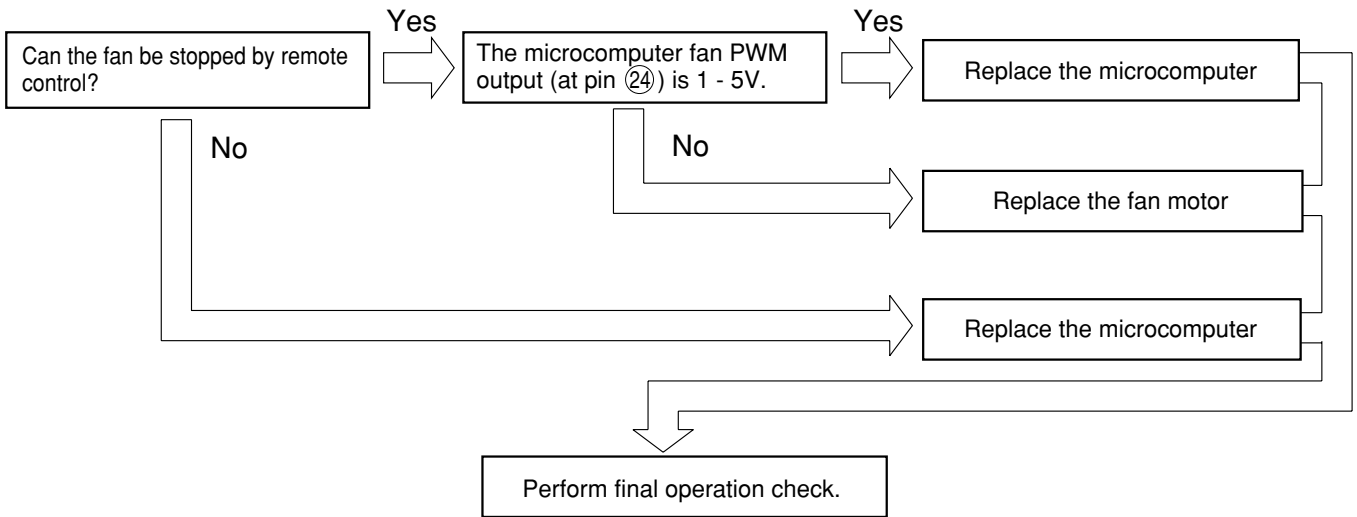 Can the fan be stopped by remote
control?
Yes
The microcomputer fan PWM
output (at pin ㉔) is 1 - 5V.
Yes
Replace the microcomputer
No
No
Replace the fan motor
Replace the microcomputer
Perform final operation check.